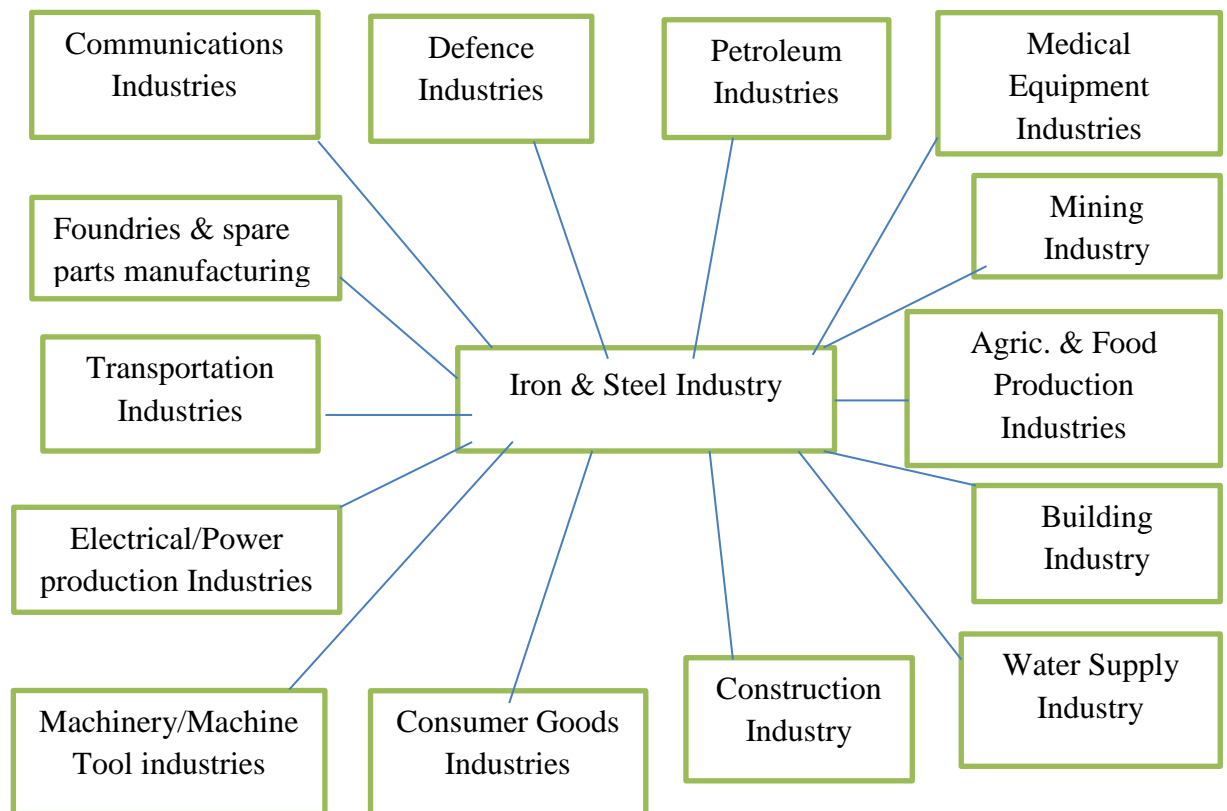 Communications
Industries
Defence
Industries
Petroleum
Industries
Medical
Equipment
Industries
Foundries & spare
parts manufacturing
Mining
Industry
Transportation
Industries
Iron & Steel Industry
Agric. & Food
Production
Industries
Electrical/Power
production Industries
Building
Industry
Machinery/Machine
Tool industries
Consumer Goods
Industries
Construction
Industry
Water Supply
Industry